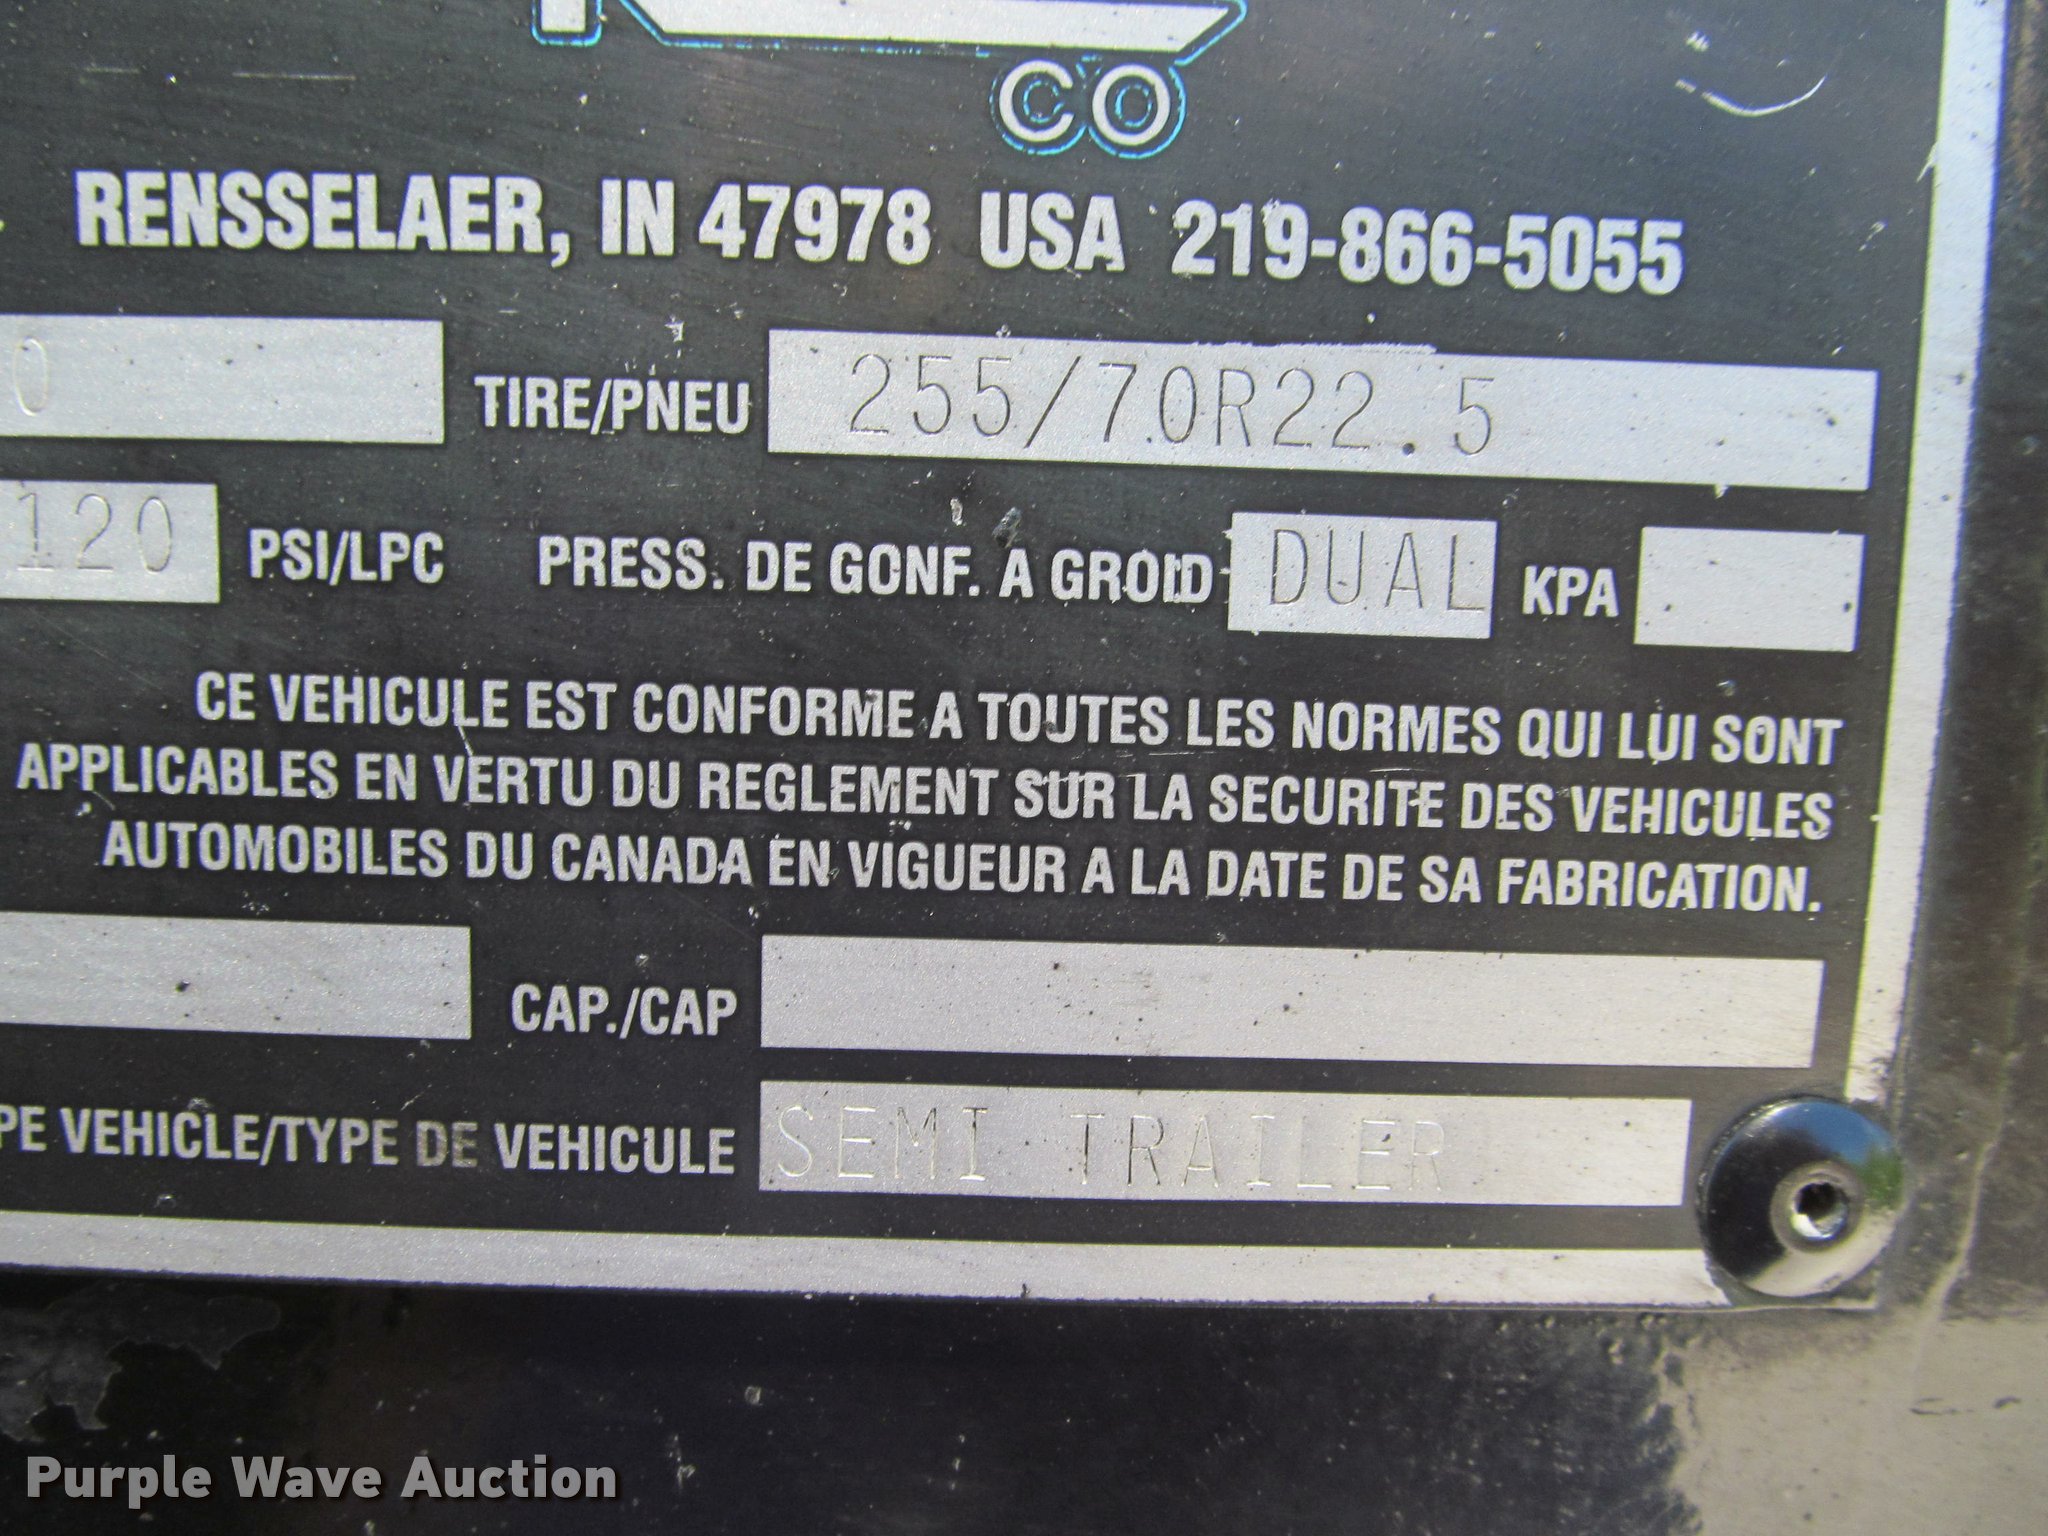 CO
RENSSELAER, IN 47978 USA 219-866-5055
0 TIRE/PNEU 255/70R22.5
120 PSI/LPC PRESS. DE GONF. A GROID DUAL KPA
CE VEHICULE EST CONFORME A TOUTES LES NORMES QUI LUI SONT
APPLICABLES EN VERTU DU REGLEMENT SUR LA SECURITE DES VEHICULES
AUTOMOBILES DU CANADA EN VIGUEUR A LA DATE DE SA FABRICATION.
CAP./CAP
PE VEHICLE/TYPE DE VEHICULE SEMI TRAILER
Purple Wave Auction